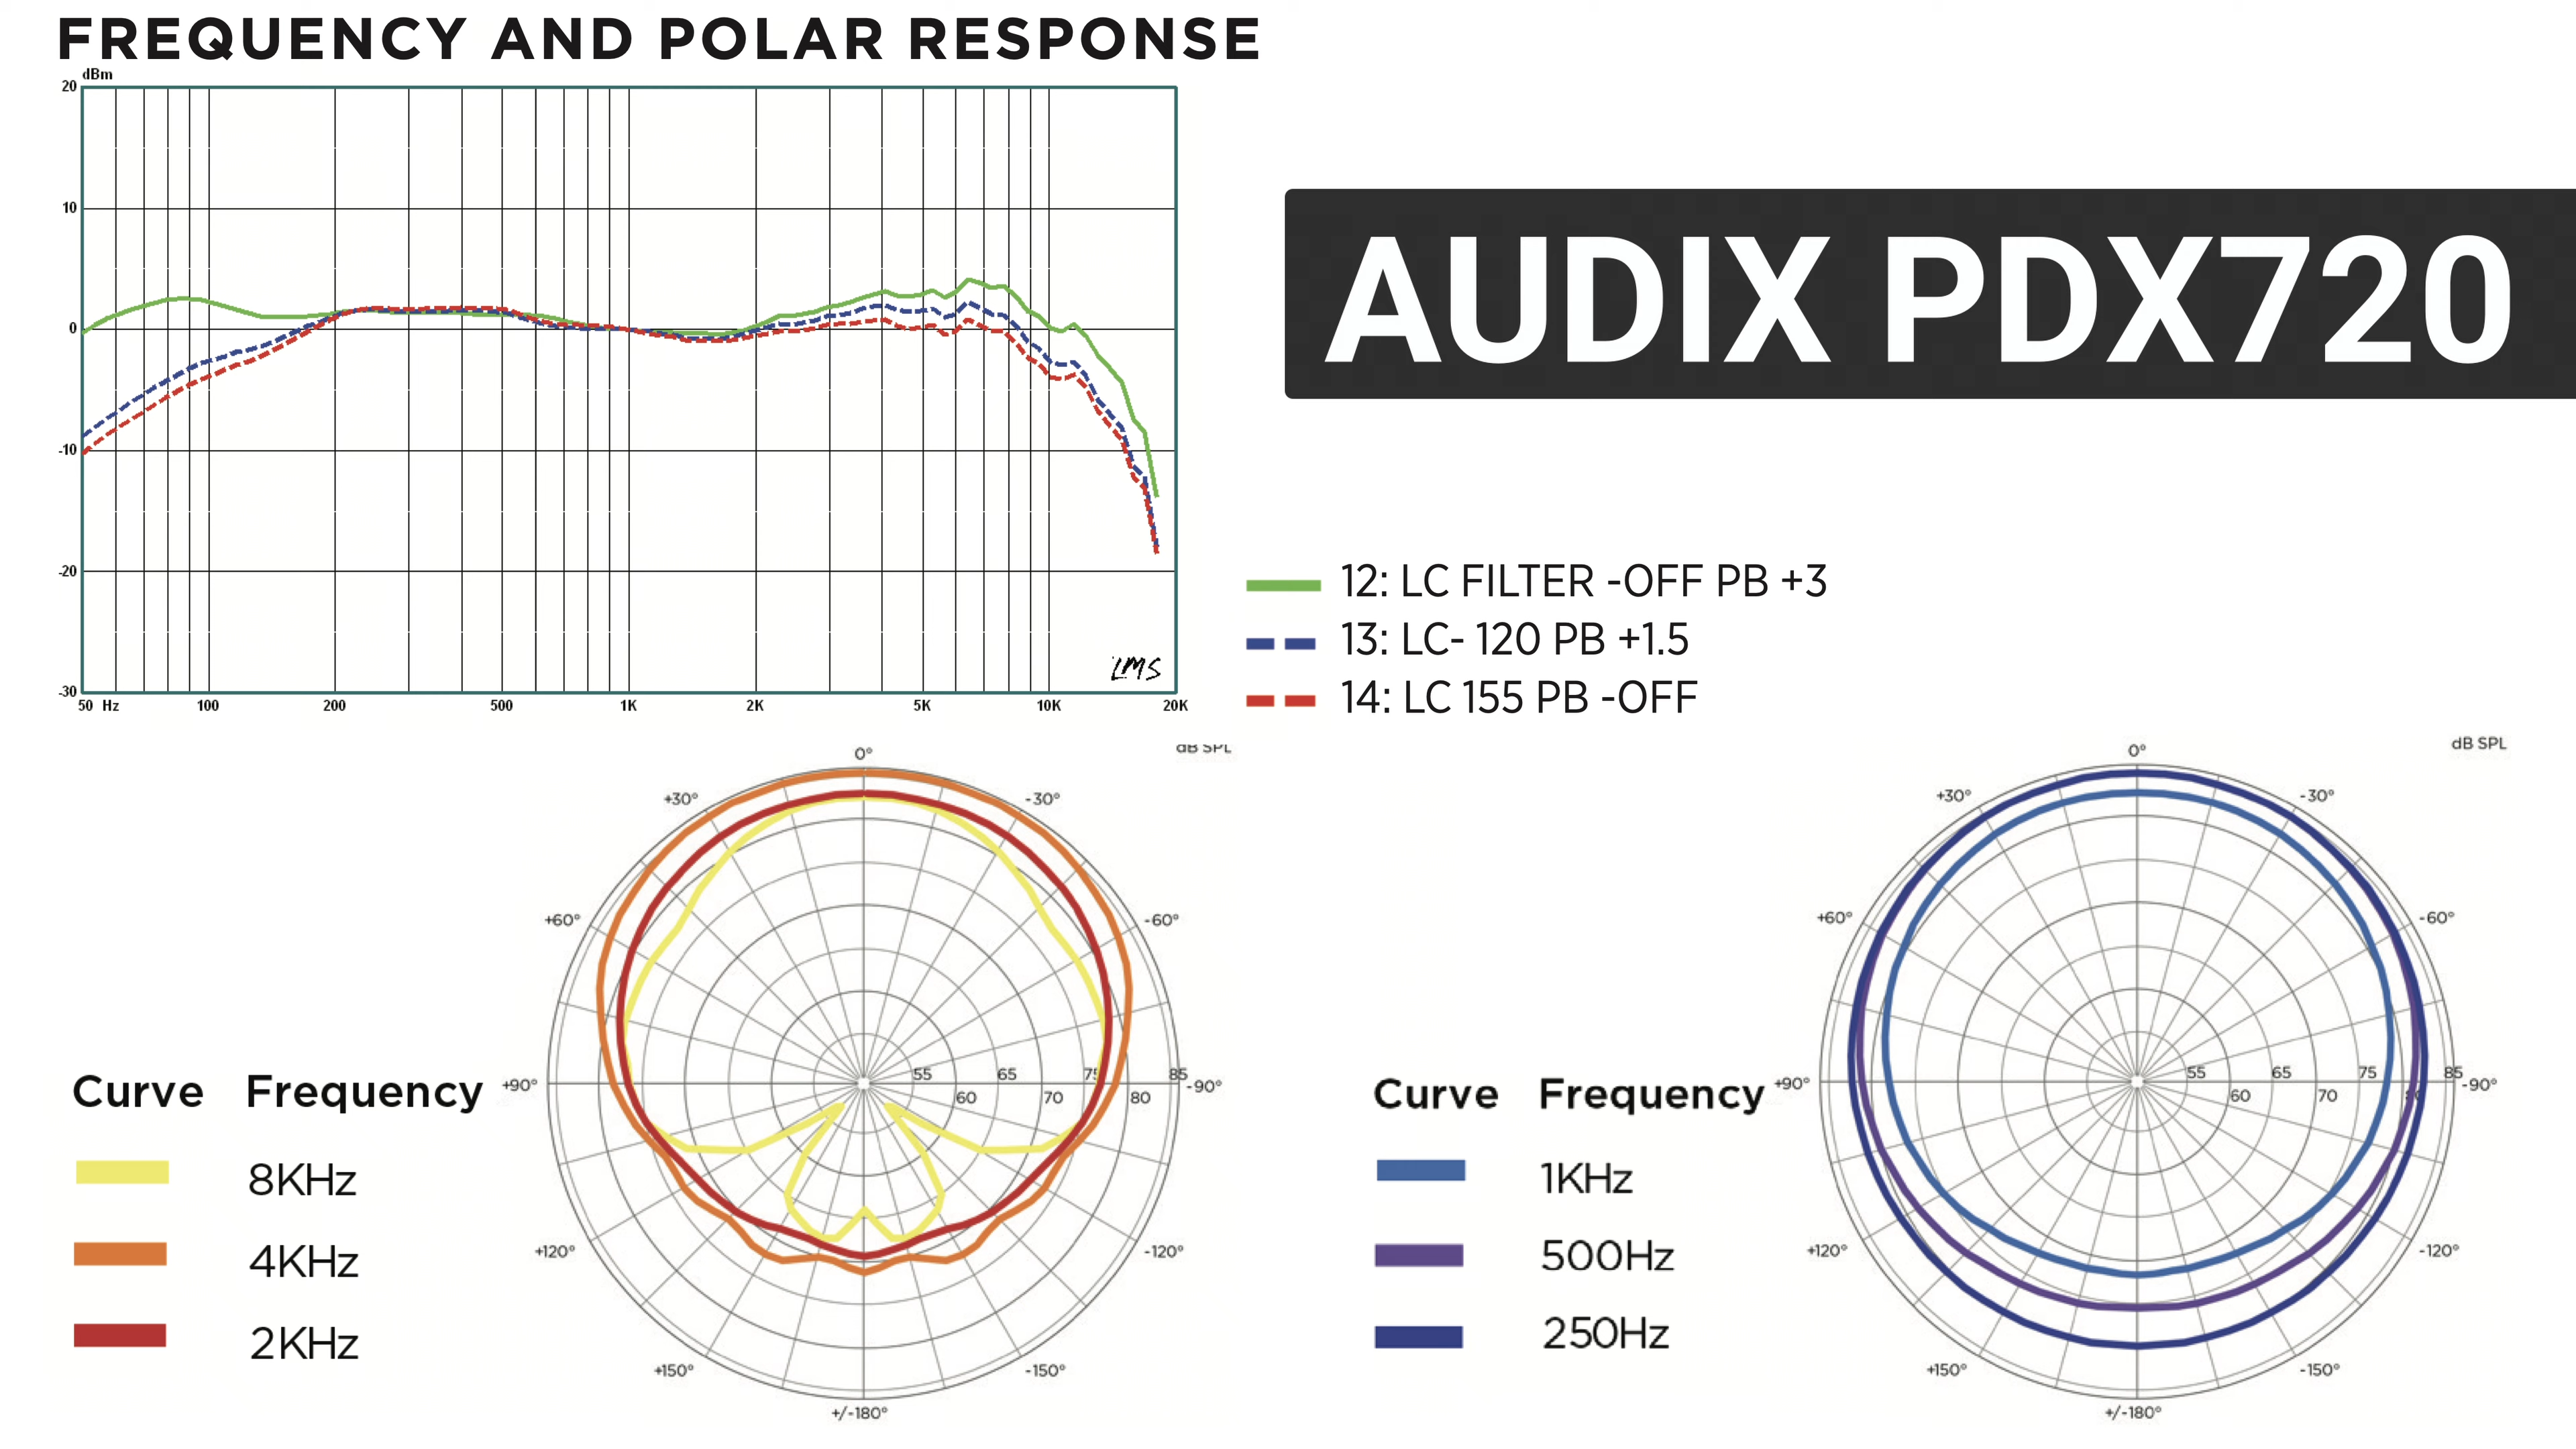 FREQUENCY AND POLAR RESPONSE
dBm
20
10
0
-10
-20
-30
50 Hz 100 200 500 1K 2K 5K 10K 20K
LMS
AUDIX PDX720
12: LC FILTER -OFF PB +3
13: LC- 120 PB +1.5
14: LC 155 PB -OFF
Curve Frequency
8KHz
4KHz
2KHz
0°
dB SPL
+30° -30°
+60° -60°
+90° -90°
55 65 75 85
60 70 80
+120° -120°
+150° -150°
+/-180°
Curve Frequency
1KHz
500Hz
250Hz
0°
dB SPL
+30° -30°
+60° -60°
+90° -90°
55 65 75 85
60 70 80
+120° -120°
+150° -150°
+/-180°